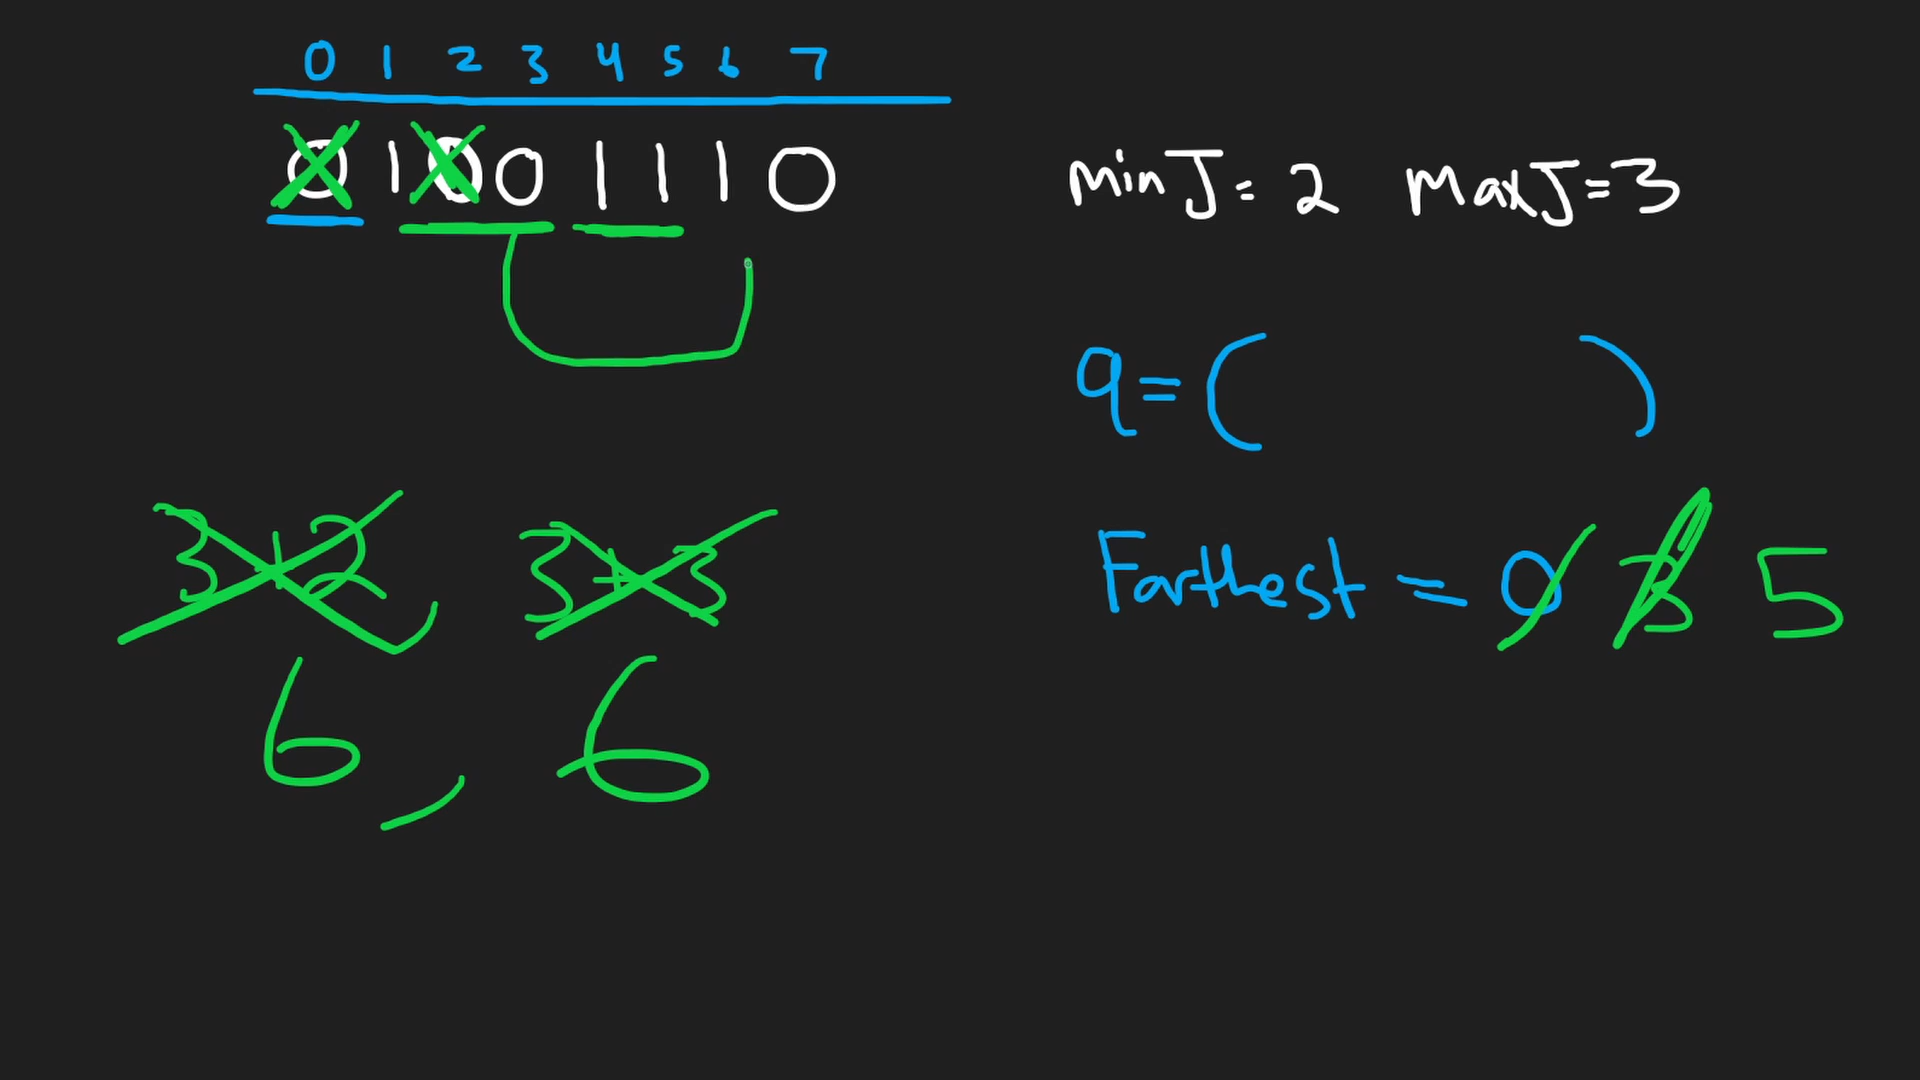 0 1 2 3 4 5 6 7
0 1 0 0 1 1 1 0
minJ = 2 maxJ = 3
q = ( )
Farthest = 0 3 5
3 + 2 , 3 + 3
6 , 6